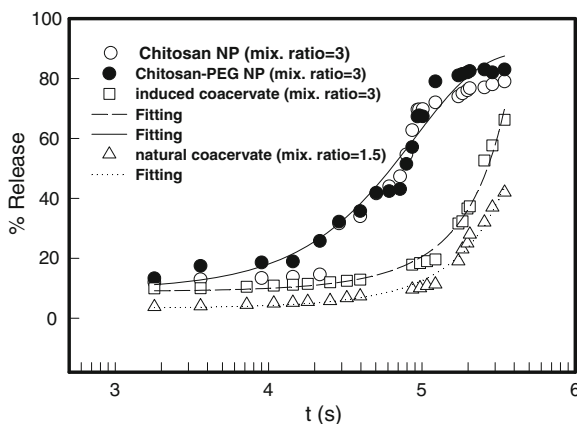 100
80
60
40
20
0
% Release
Chitosan NP (mix. ratio=3)
Chitosan-PEG NP (mix. ratio=3)
induced coacervate (mix. ratio=3)
Fitting
Fitting
natural coacervate (mix. ratio=1.5)
Fitting
3 4 5 6
t (s)